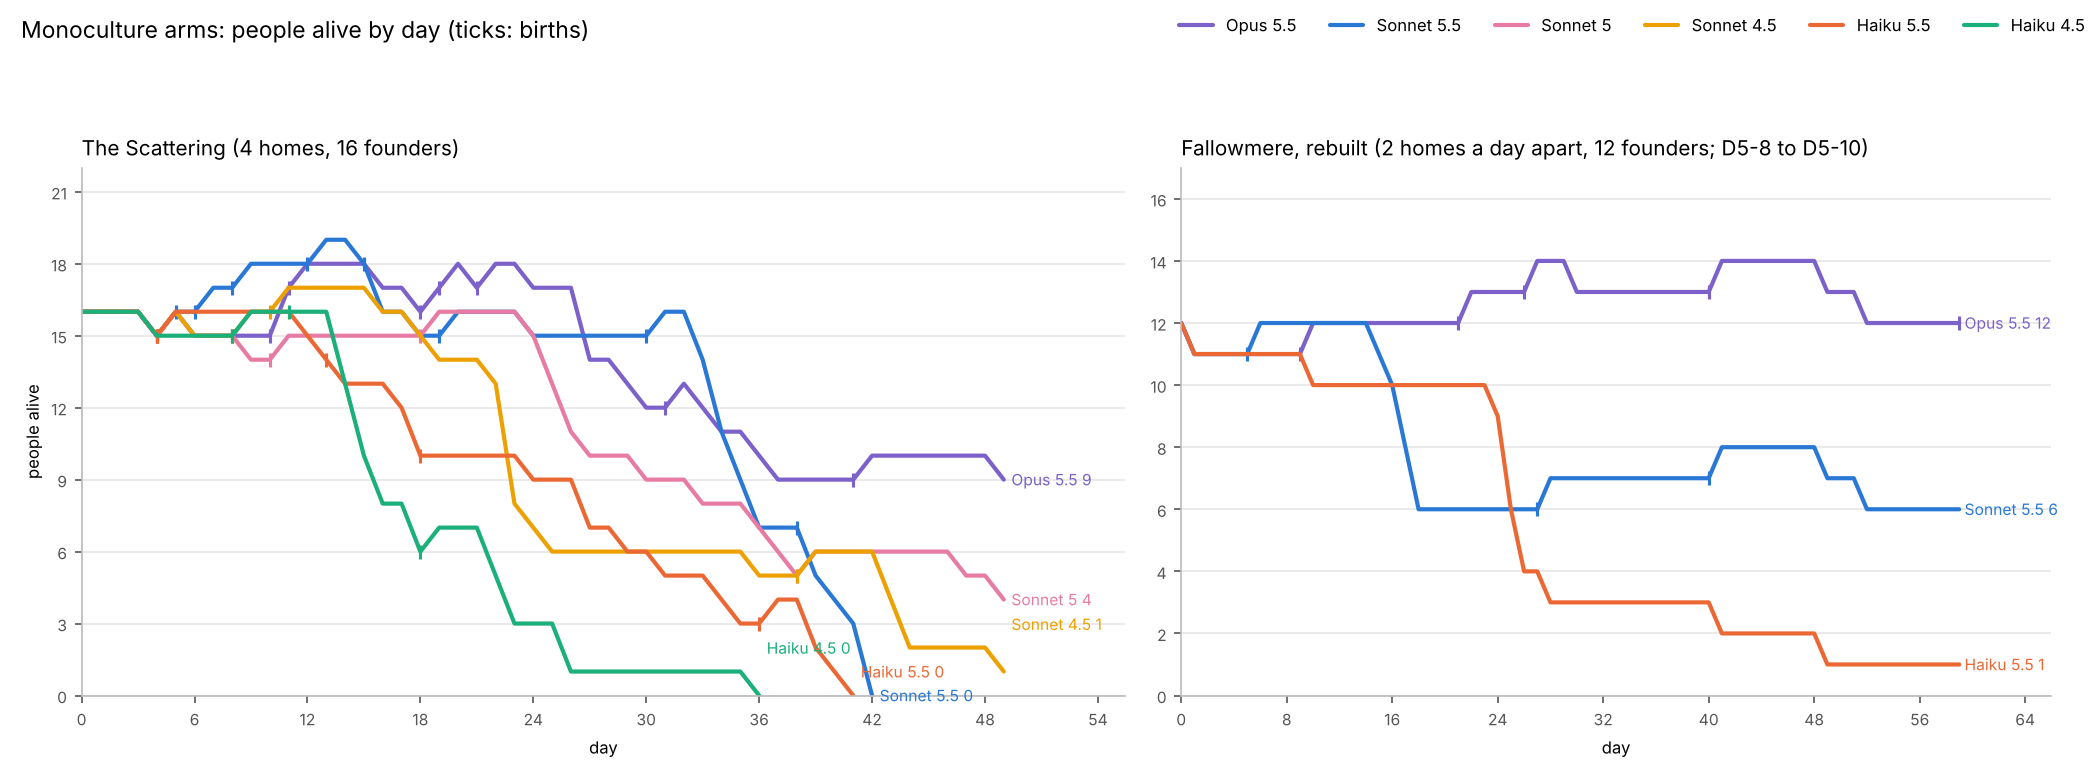 Monoculture arms: people alive by day (ticks: births)
Opus 5.5 Sonnet 5.5 Sonnet 5 Sonnet 4.5 Haiku 5.5 Haiku 4.5
The Scattering (4 homes, 16 founders)
21
18
15
12
9
6
3
0
people alive
Opus 5.5 9
Sonnet 5 4
Sonnet 4.5 1
Haiku 4.5 0
Haiku 5.5 0
Sonnet 5.5 0
0 6 12 18 24 30 36 42 48 54
day
Fallowmere, rebuilt (2 homes a day apart, 12 founders; D5-8 to D5-10)
16
14
12
10
8
6
4
2
0
Opus 5.5 12
Sonnet 5.5 6
Haiku 5.5 1
0 8 16 24 32 40 48 56 64
day